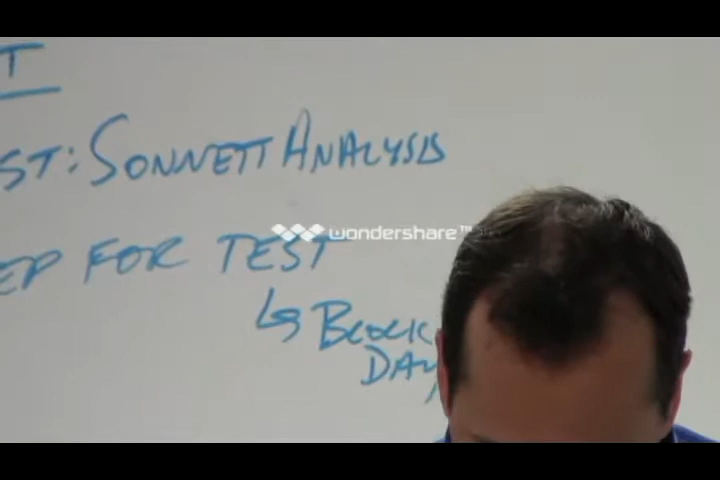 T
ST: SONNETT ANALYSIS
wondershare™
EP FOR TEST
↳ BLOCK
DAY